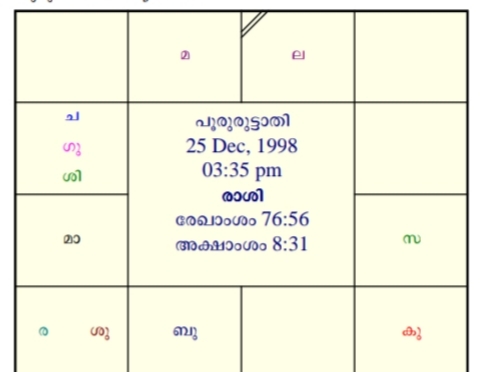 മ
ല
ച
ഗു
ശി
പൂരുരുട്ടാതി
25 Dec, 1998
03:35 pm
രാശി
രേഖാംശം 76:56
അക്ഷാംശം 8:31
മാ
സ
ര ശു
ബു
കു